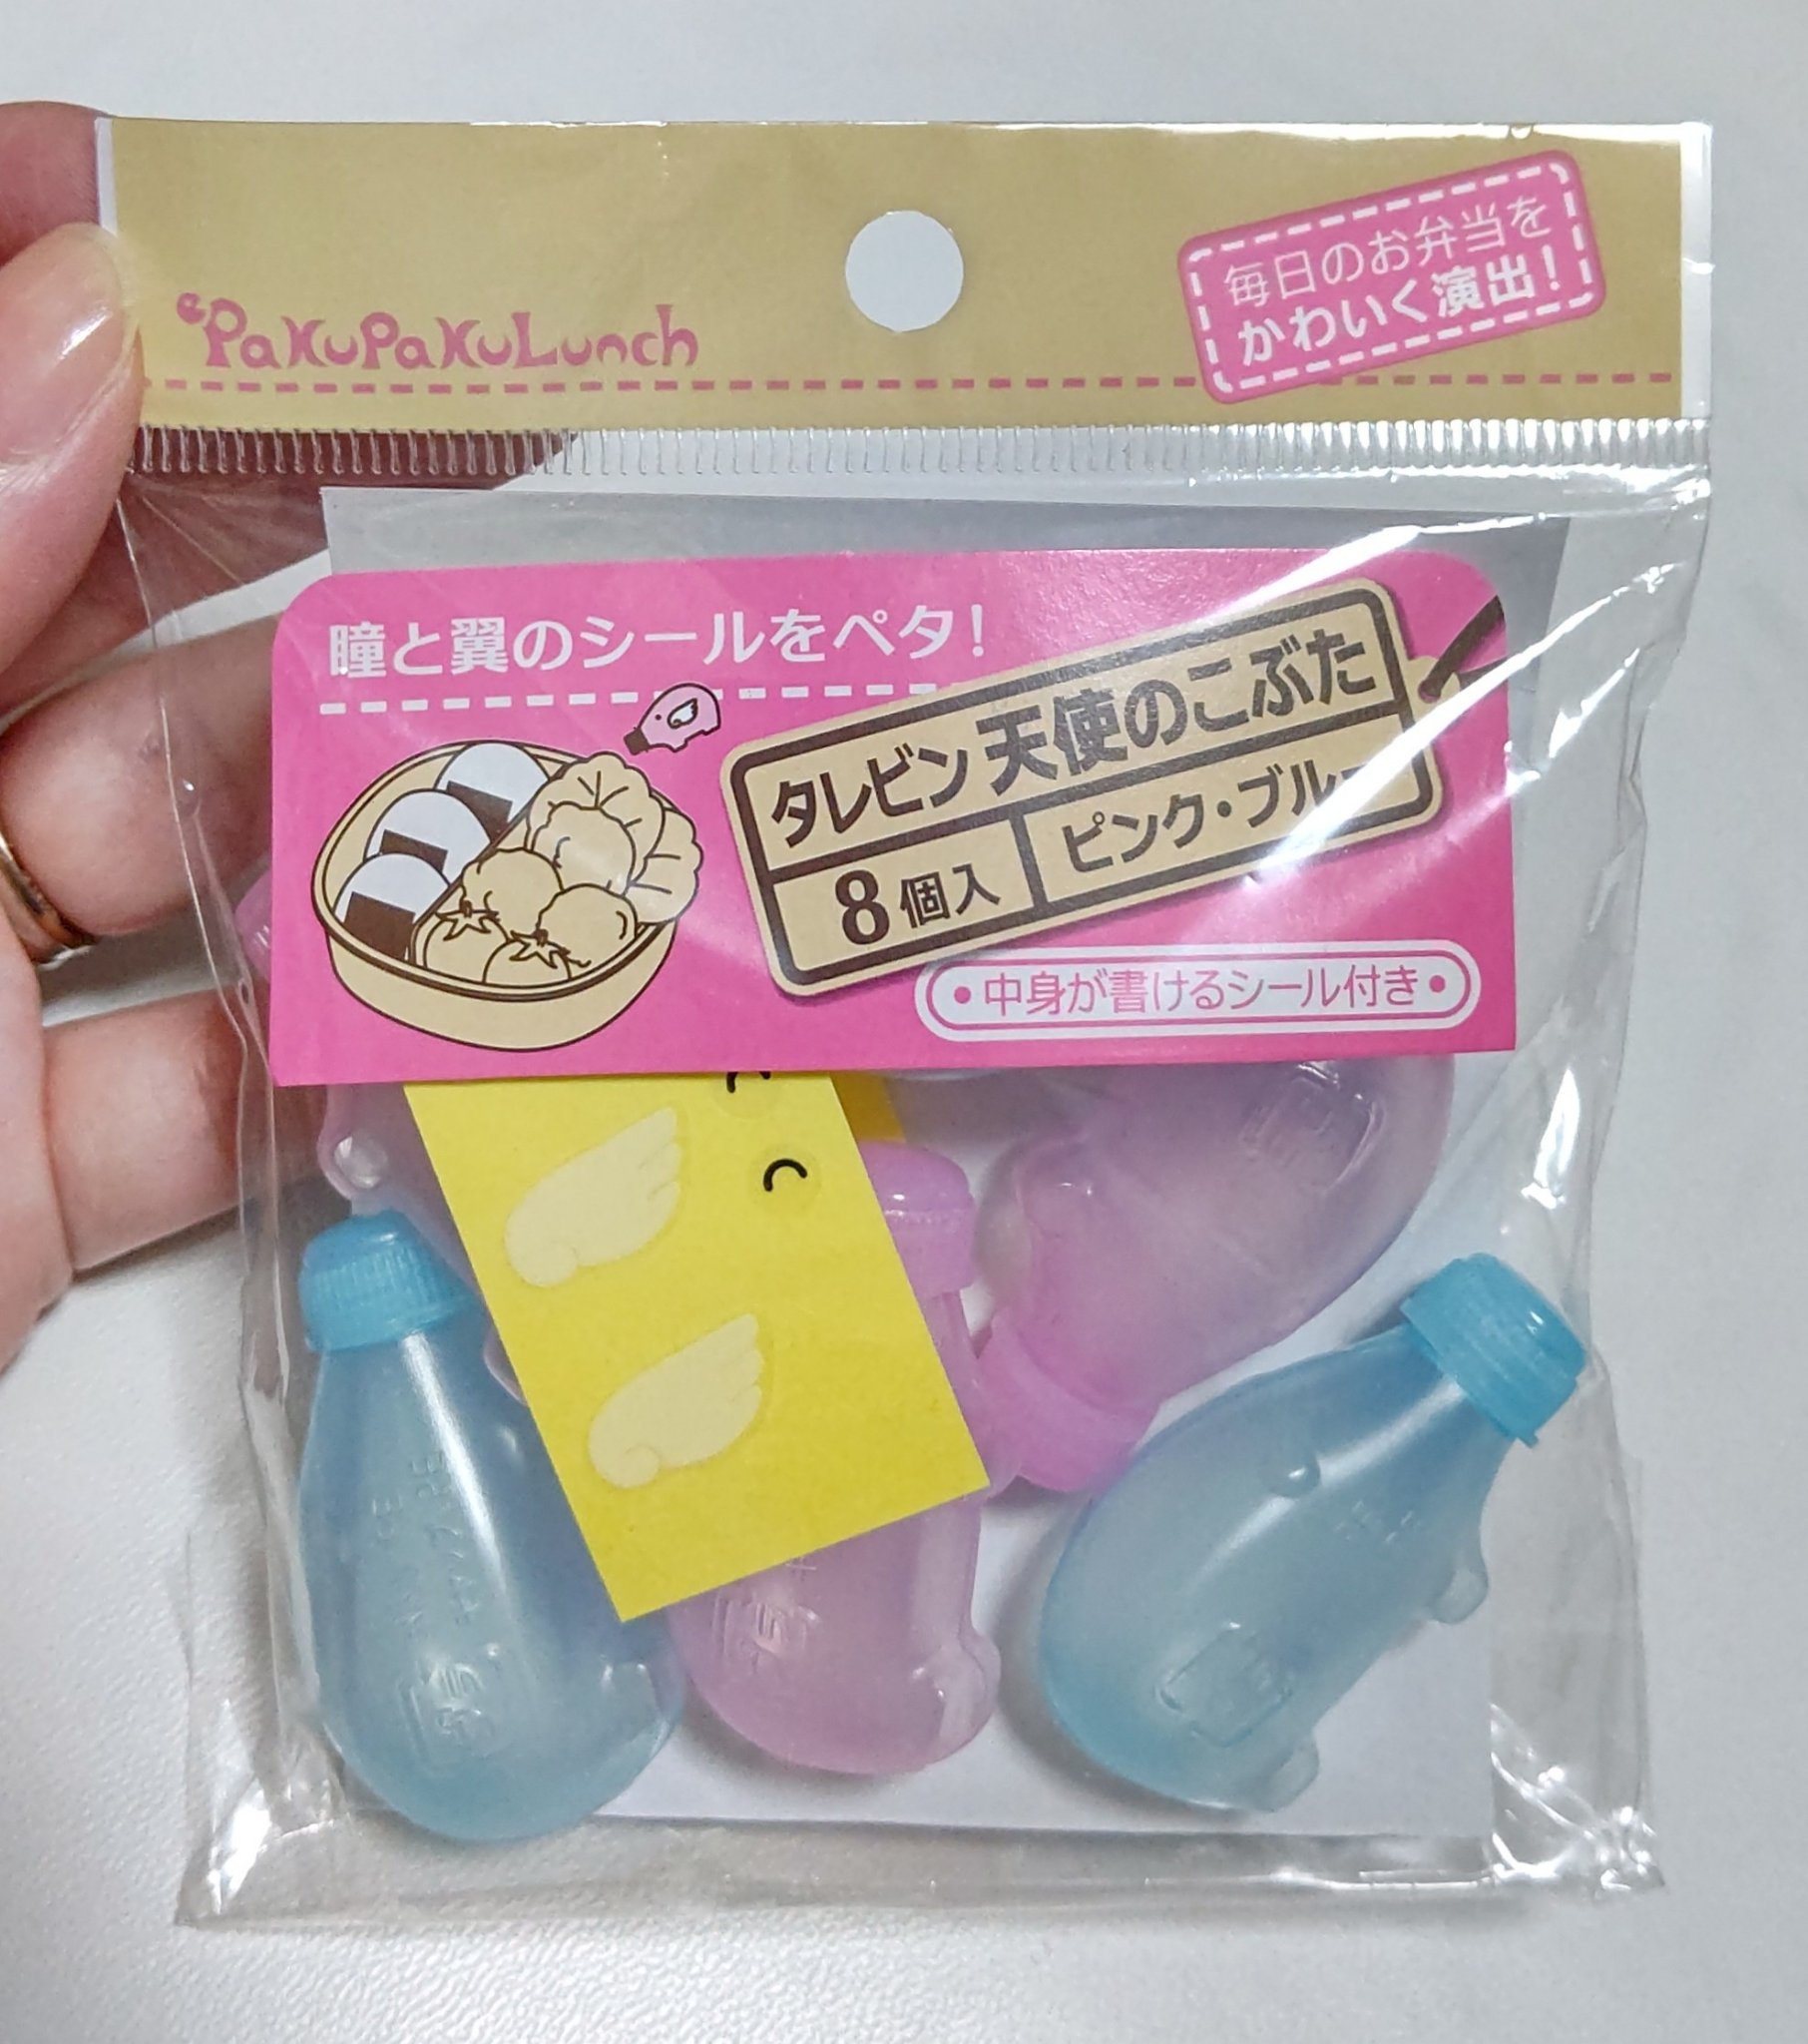 PaKuPaKuLunch
毎日のお弁当を
かわいく演出!
瞳と翼のシールをペタ!
タレビン 天使のこぶた
8個入 ピンク・ブルー
•中身が書けるシール付き•